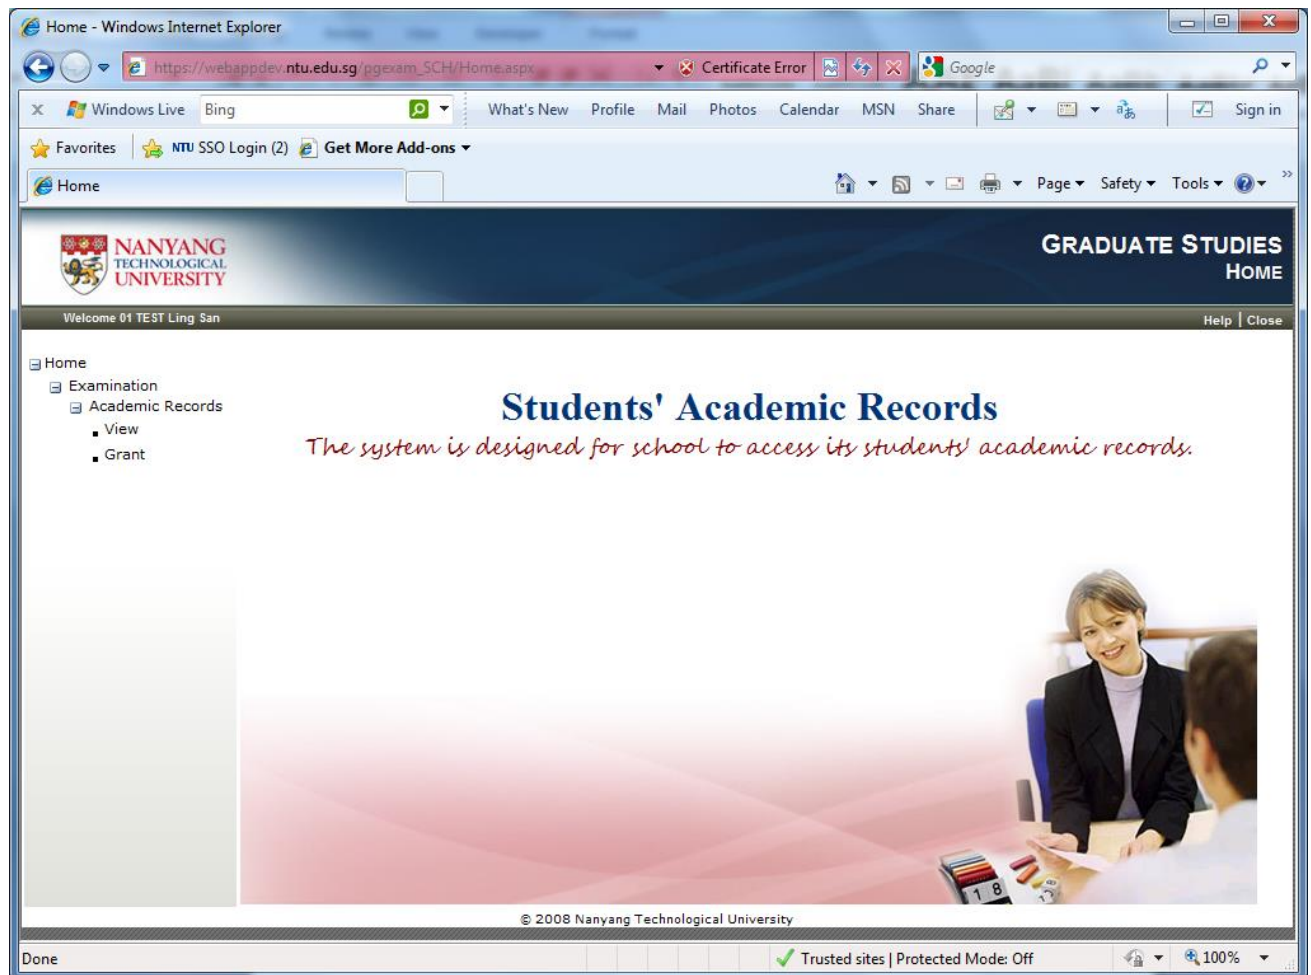 Home - Windows Internet Explorer
https://webappdev.ntu.edu.sg/pgexam_SCH/Home.aspx Certificate Error Google
x Windows Live Bing What's New Profile Mail Photos Calendar MSN Share Sign in
Favorites NTU SSO Login (2) Get More Add-ons
Home Page Safety Tools »
NANYANG
TECHNOLOGICAL
UNIVERSITY
GRADUATE STUDIES
HOME
Welcome 01 TEST Ling San Help | Close
Home
Examination
Academic Records
View
Grant
Students' Academic Records
The system is designed for school to access its students' academic records.
1 8
© 2008 Nanyang Technological University
Done Trusted sites | Protected Mode: Off 100%